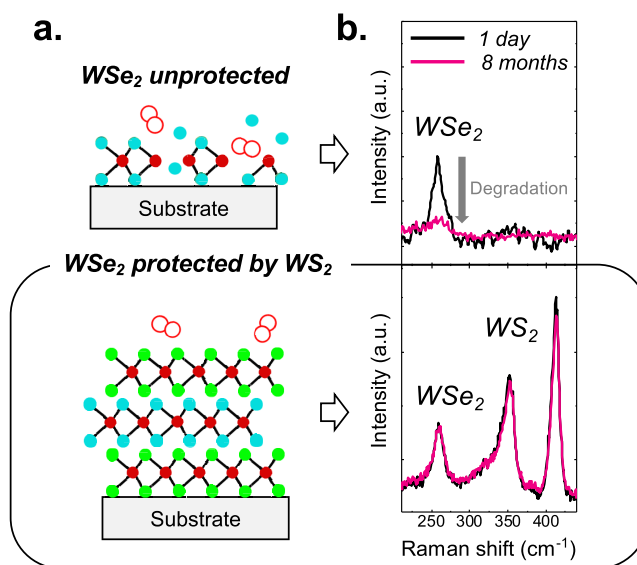 a.
WSe₂ unprotected
Substrate
WSe₂ protected by WS₂
Substrate
b.
1 day
8 months
WSe₂
Degradation
Intensity (a.u.)
WS₂
WSe₂
Intensity (a.u.)
250 300 350 400
Raman shift (cm⁻¹)